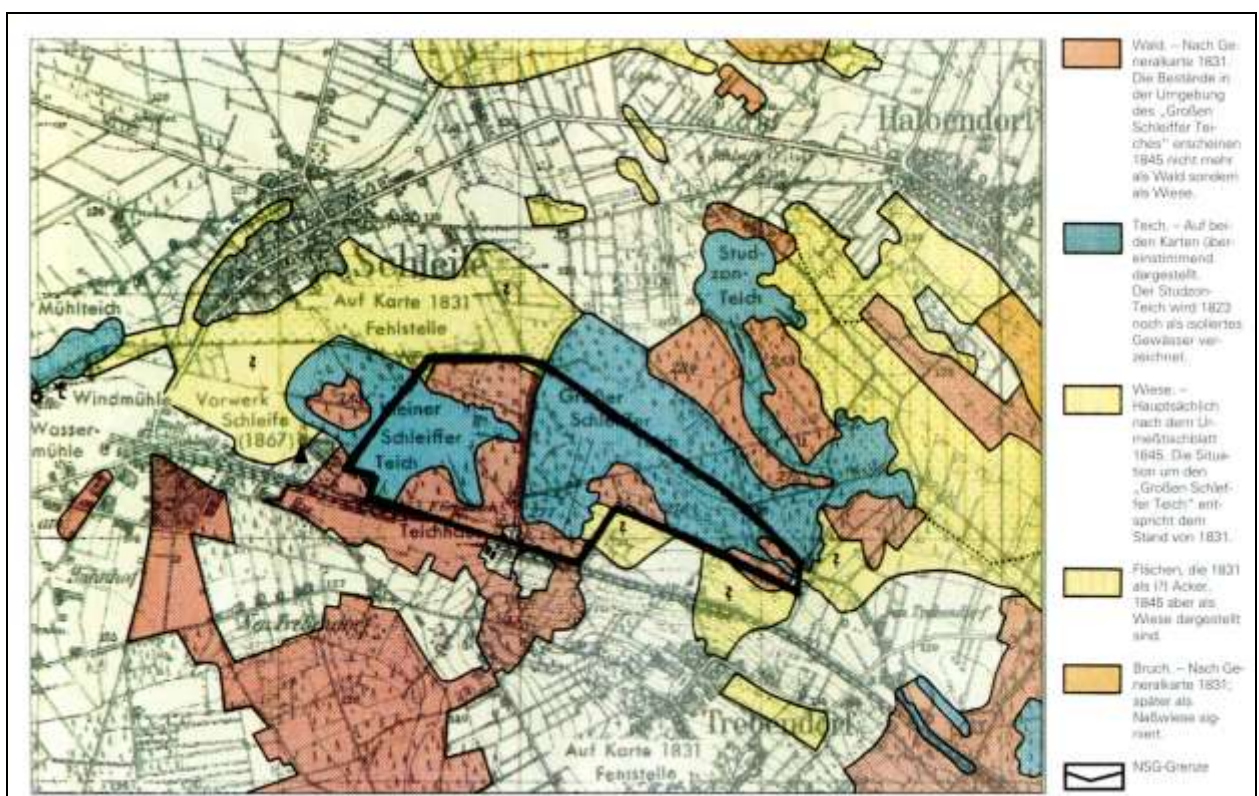 Halbendorf
Schleife
Stud-
zon-
Teich
Auf Karte 1831
Fehlstelle
Mühlteich
Windmühle
Vorwerk
Schleife
(1867)
Wasser-
mühle
Kleiner
Schleiffer
Teich
Großer
Schleiffer
Teich
Teichhaus
Trebendorf
Auf Karte 1831
Fehlstelle
Wald. – Nach Ge-
neralkarte 1831.
Die Bestände in
der Umgebung
des „Großen
Schleiffer Tei-
ches" erscheinen
1845 nicht mehr
als Wald sondern
als Wiese.
Teich. – Auf bei-
den Karten über-
einstimmend
dargestellt.
Der Studzon-
Teich wird 1823
noch als isoliertes
Gewässer ver-
zeichnet.
Wiese. –
Hauptsächlich
nach dem Ur-
meßtischblatt
1845. Die Situa-
tion um den
„Großen Schleif-
fer Teich" ent-
spricht dem
Stand von 1831.
Flächen, die 1831
als (?) Acker,
1845 aber als
Wiese dargestellt
sind.
Bruch. – Nach Ge-
neralkarte 1831;
später als
Naßwiese sig-
niert.
NSG-Grenze